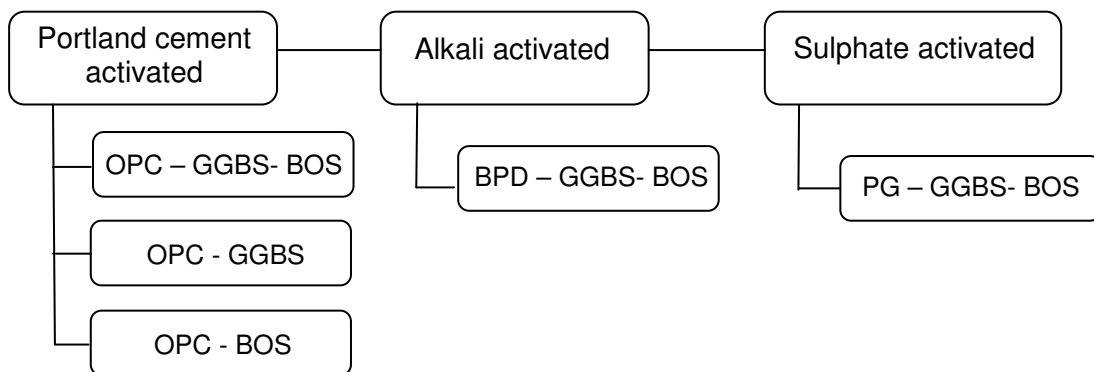 Portland cement
activated
Alkali activated
Sulphate activated
OPC – GGBS- BOS
BPD – GGBS- BOS
PG – GGBS- BOS
OPC - GGBS
OPC - BOS